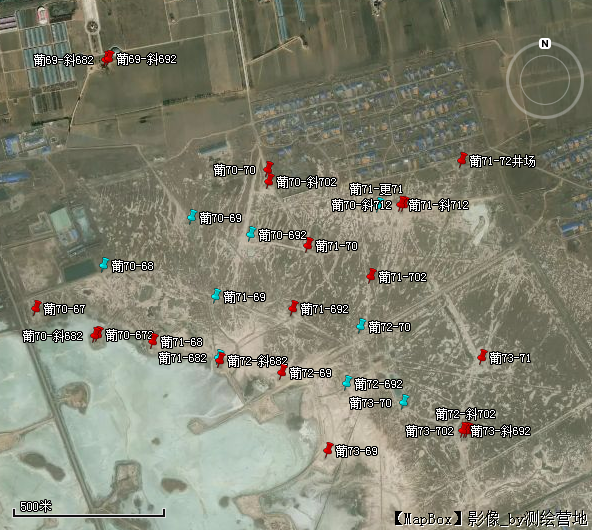 N
葡69-斜682
葡69-斜692
葡71-72井场
葡70-70
葡70-斜702
葡71-更71
葡70-斜712
葡71-斜712
葡70-69
葡70-692
葡71-70
葡70-68
葡71-702
葡71-69
葡70-67
葡71-692
葡72-70
葡70-斜682
葡70-672
葡71-68
葡71-682
葡72-斜682
葡73-71
葡72-69
葡72-692
葡73-70
葡72-斜702
葡73-702
葡73-斜692
葡73-69
500米
【MapBox】影像_by测绘营地